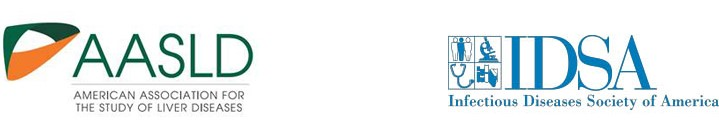 AASLD
AMERICAN ASSOCIATION FOR
THE STUDY OF LIVER DISEASES
IDSA
Infectious Diseases Society of America